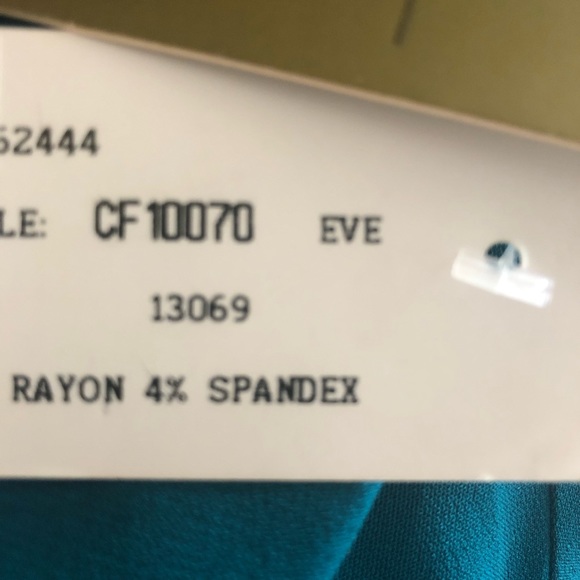 62444
LE: CF10070 EVE
13069
RAYON 4% SPANDEX